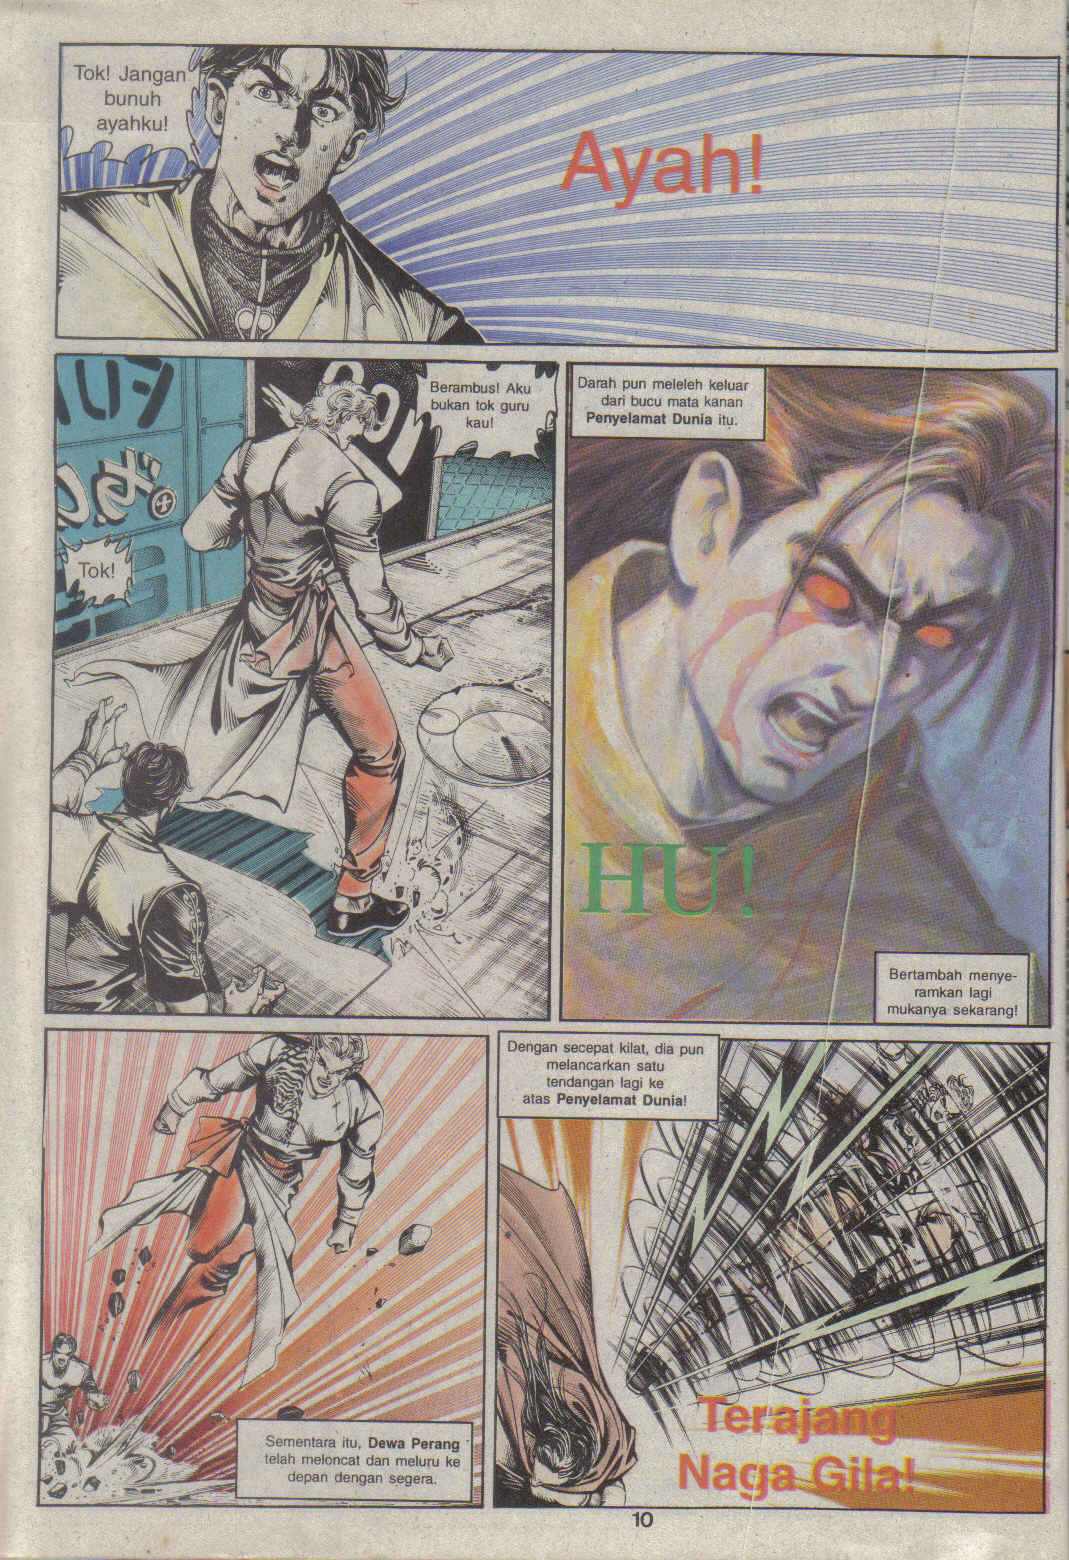 Tok! Jangan
bunuh
ayahku!
Ayah!
Berambus! Aku
bukan tok guru
kau!
Tok!
Darah pun meleleh keluar
dari bucu mata kanan
Penyelamat Dunia itu.
HU!
Bertambah menye-
ramkan lagi
mukanya sekarang!
Sementara itu, Dewa Perang
telah meloncat dan meluru ke
depan dengan segera.
Dengan secepat kilat, dia pun
melancarkan satu
tendangan lagi ke
atas Penyelamat Dunia!
Terajang
Naga Gila!
10